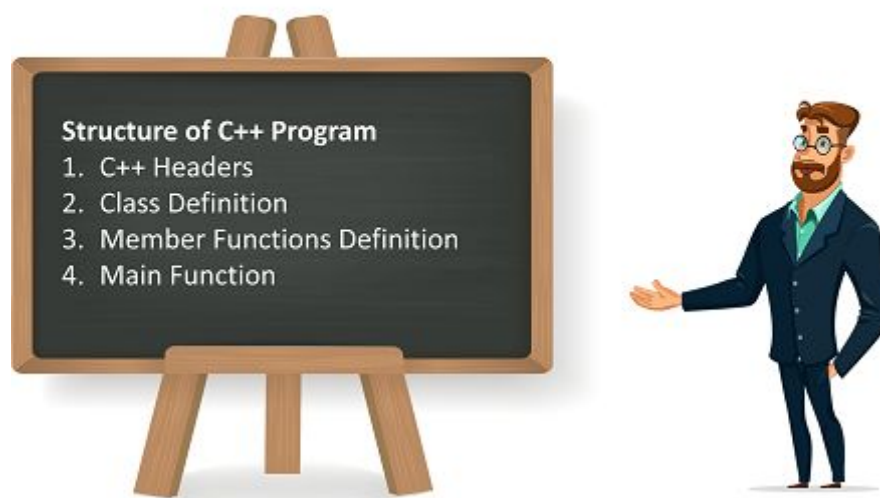 Structure of C++ Program
1. C++ Headers
2. Class Definition
3. Member Functions Definition
4. Main Function